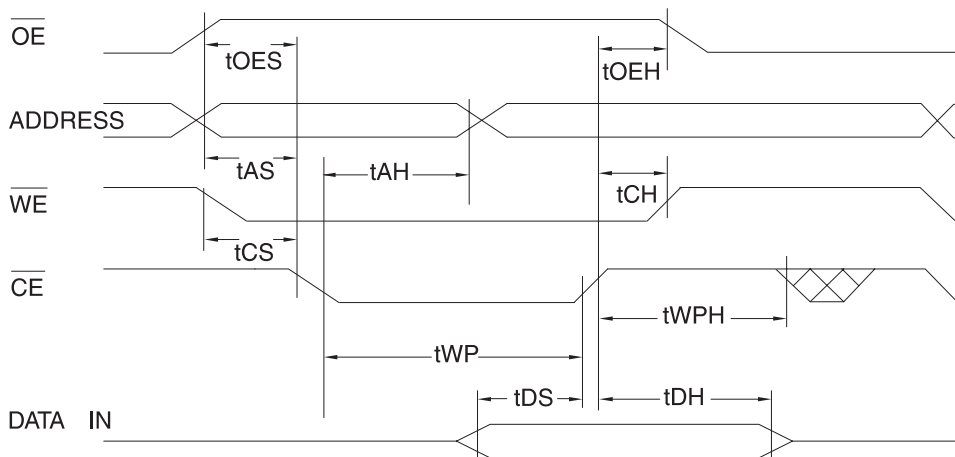 OE
tOES
tOEH
ADDRESS
tAS
tAH
tCH
WE
tCS
CE
tWPH
tWP
tDS
tDH
DATA IN